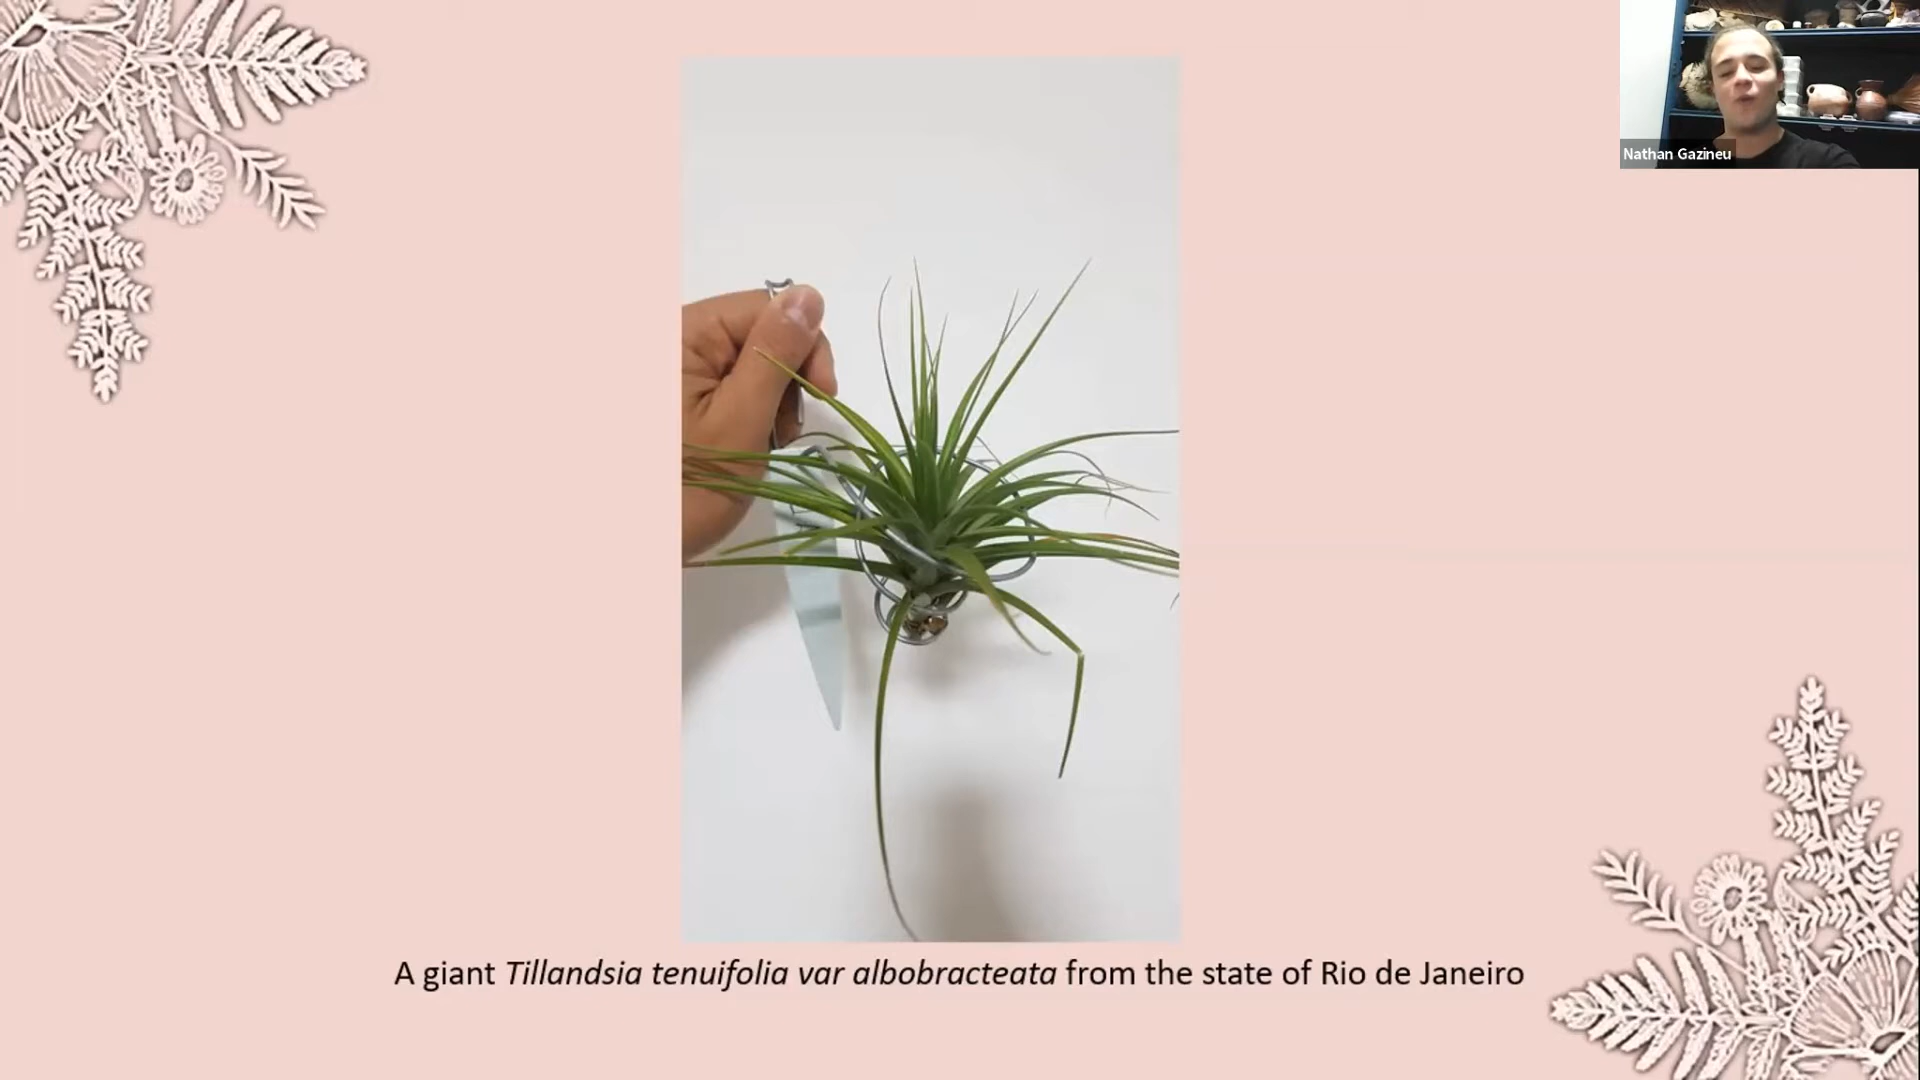 Nathan Gazineu
A giant Tillandsia tenuifolia var albobracteata from the state of Rio de Janeiro